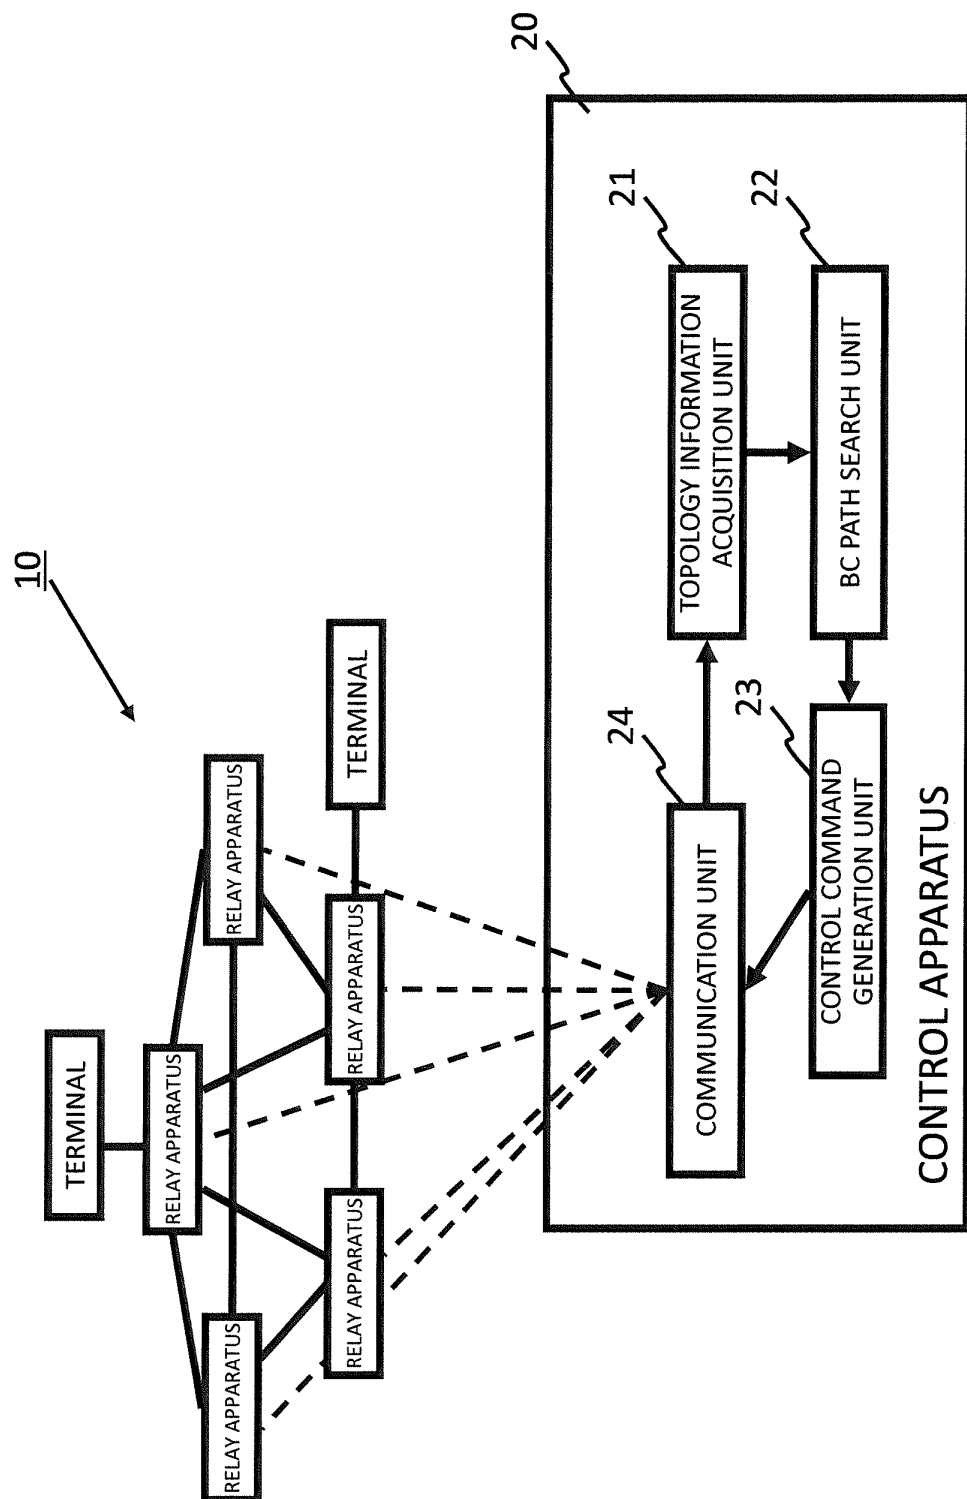 10
TERMINAL
RELAY APPARATUS
RELAY APPARATUS
RELAY APPARATUS
RELAY APPARATUS
RELAY APPARATUS
TERMINAL
20
24
COMMUNICATION UNIT
21
TOPOLOGY INFORMATION
ACQUISITION UNIT
23
CONTROL COMMAND
GENERATION UNIT
22
BC PATH SEARCH UNIT
CONTROL APPARATUS